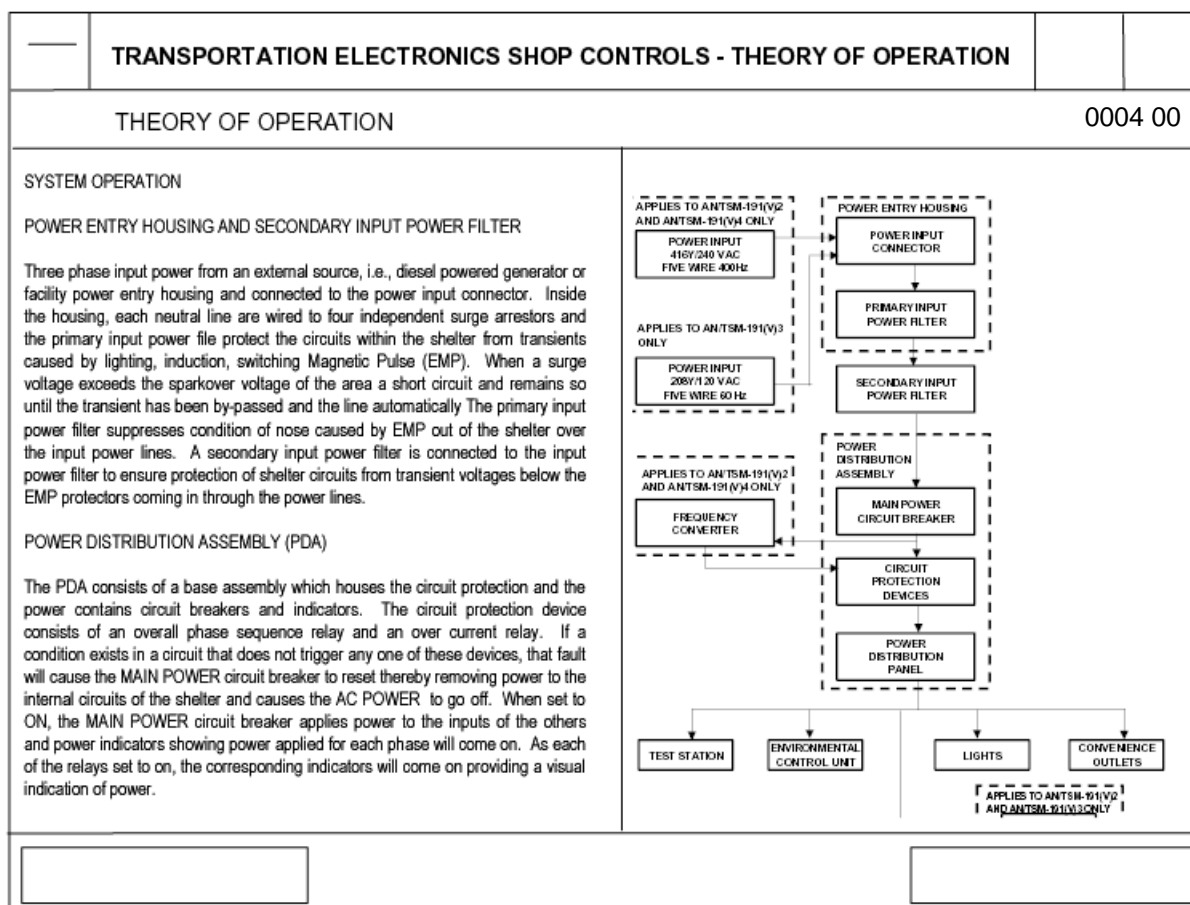 TRANSPORTATION ELECTRONICS SHOP CONTROLS - THEORY OF OPERATION
THEORY OF OPERATION
0004 00
SYSTEM OPERATION
POWER ENTRY HOUSING AND SECONDARY INPUT POWER FILTER
Three phase input power from an external source, i.e., diesel powered generator or
facility power entry housing and connected to the power input connector. Inside
the housing, each neutral line are wired to four independent surge arrestors and
the primary input power file protect the circuits within the shelter from transients
caused by lighting, induction, switching Magnetic Pulse (EMP). When a surge
voltage exceeds the sparkover voltage of the area a short circuit and remains so
until the transient has been by-passed and the line automatically The primary input
power filter suppresses condition of nose caused by EMP out of the shelter over
the input power lines. A secondary input power filter is connected to the input
power filter to ensure protection of shelter circuits from transient voltages below the
EMP protectors coming in through the power lines.
POWER DISTRIBUTION ASSEMBLY (PDA)
The PDA consists of a base assembly which houses the circuit protection and the
power contains circuit breakers and indicators. The circuit protection device
consists of an overall phase sequence relay and an over current relay. If a
condition exists in a circuit that does not trigger any one of these devices, that fault
will cause the MAIN POWER circuit breaker to reset thereby removing power to the
internal circuits of the shelter and causes the AC POWER to go off. When set to
ON, the MAIN POWER circuit breaker applies power to the inputs of the others
and power indicators showing power applied for each phase will come on. As each
of the relays set to on, the corresponding indicators will come on providing a visual
indication of power.
APPLIES TO AN/TSM-191(V)2
AND AN/TSM-191(V)4 ONLY
POWER INPUT
416Y/240 VAC
FIVE WIRE 400Hz
APPLIES TO AN/TSM-191(V)3
ONLY
POWER INPUT
208Y/120 VAC
FIVE WIRE 60 Hz
POWER ENTRY HOUSING
POWER INPUT
CONNECTOR
PRIMARY INPUT
POWER FILTER
SECONDARY INPUT
POWER FILTER
POWER
DISTRIBUTION
ASSEMBLY
MAIN POWER
CIRCUIT BREAKER
APPLIES TO AN/TSM-191(V)2
AND AN/TSM-191(V)4 ONLY
FREQUENCY
CONVERTER
CIRCUIT
PROTECTION
DEVICES
POWER
DISTRIBUTION
PANEL
TEST STATION
ENVIRONMENTAL
CONTROL UNIT
LIGHTS
CONVENIENCE
OUTLETS
APPLIES TO AN/TSM-191(V)2
AND AN/TSM-191(V)3 ONLY